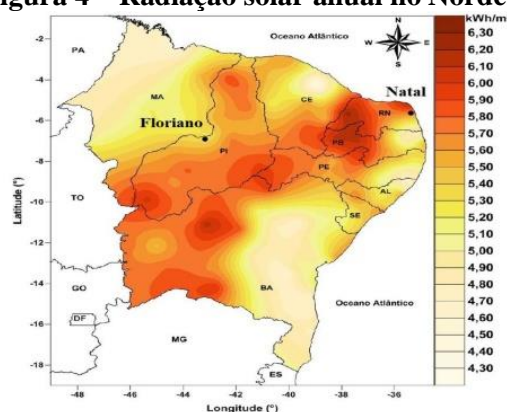 Figura 4 – Radiação solar anual no Norde
kWh/m
Oceano Atlântico
N
W E
S
PA
MA
CE
Natal
RN
Floriano
PB
PI
PE
AL
TO
SE
BA
GO
DF
MG
ES
Oceano Atlântico
Latitude (°)
-2
-4
-6
-8
-10
-12
-14
-16
-18
-48 -46 -44 -42 -40 -38 -36
Longitude (°)
6,30
6,20
6,10
6,00
5,90
5,80
5,70
5,60
5,50
5,40
5,30
5,20
5,10
5,00
4,90
4,80
4,70
4,60
4,50
4,40
4,30